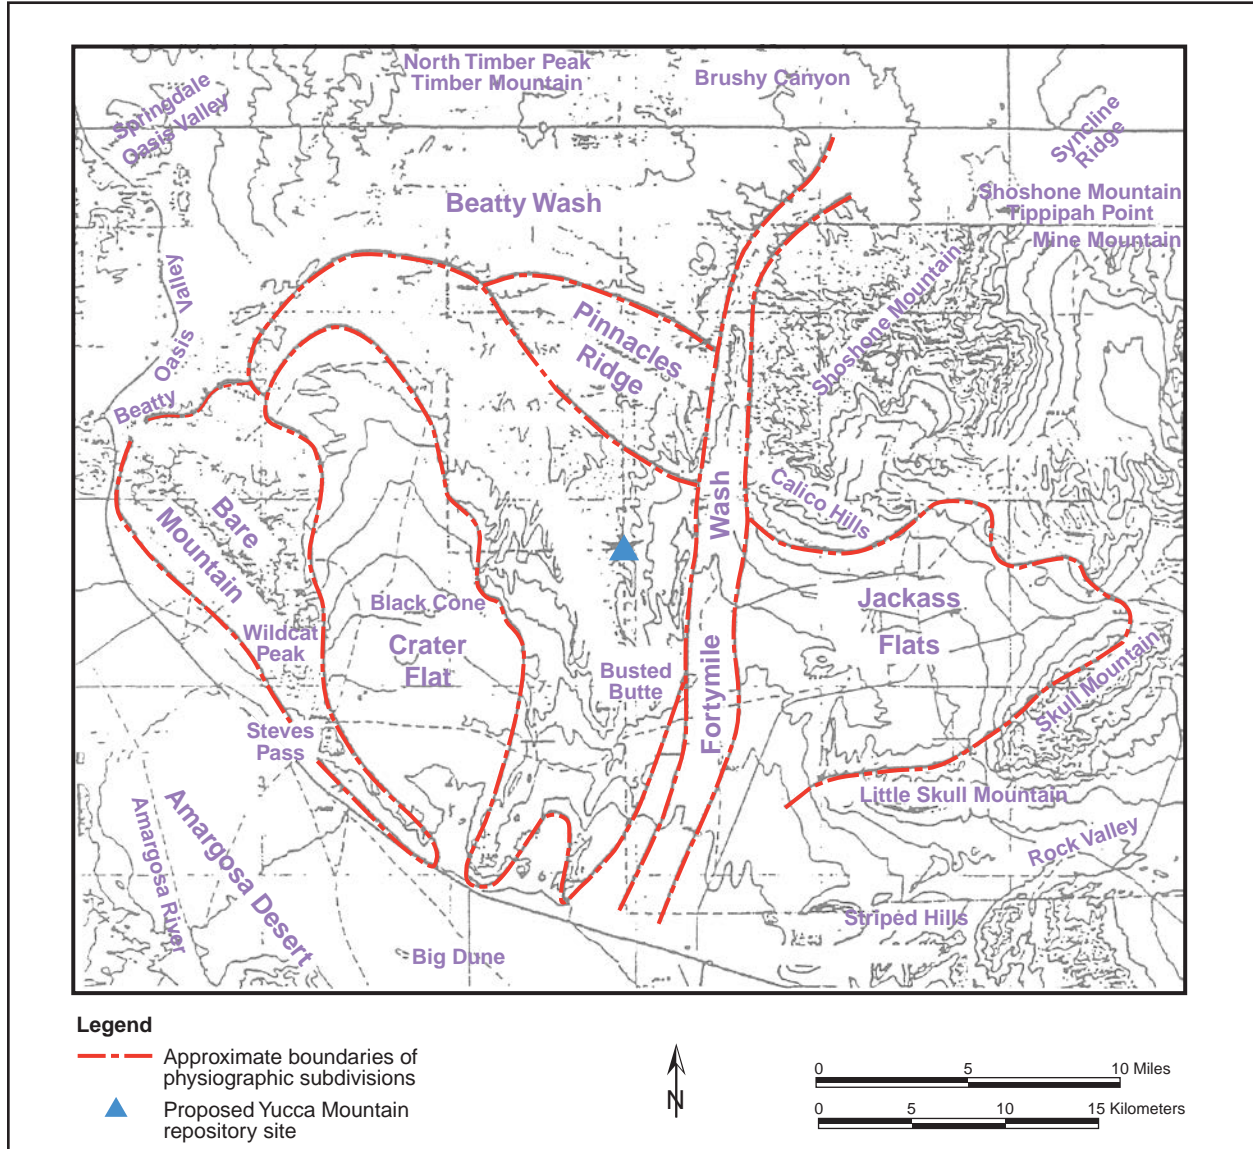 North Timber Peak
Timber Mountain
Brushy Canyon
Springdale
Oasis Valley
Syncline
Ridge
Beatty Wash
Shoshone Mountain
Tippipah Point
Mine Mountain
Oasis Valley
Beatty
Pinnacles
Ridge
Shoshone Mountain
Bare
Mountain
Calico Hills
Fortymile Wash
Black Cone
Crater
Flat
Jackass
Flats
Wildcat
Peak
Busted
Butte
Skull Mountain
Steves
Pass
Little Skull Mountain
Amargosa River
Amargosa Desert
Rock Valley
Striped Hills
Big Dune
Legend
Approximate boundaries of
physiographic subdivisions
Proposed Yucca Mountain
repository site
N
0 5 10 Miles
0 5 10 15 Kilometers